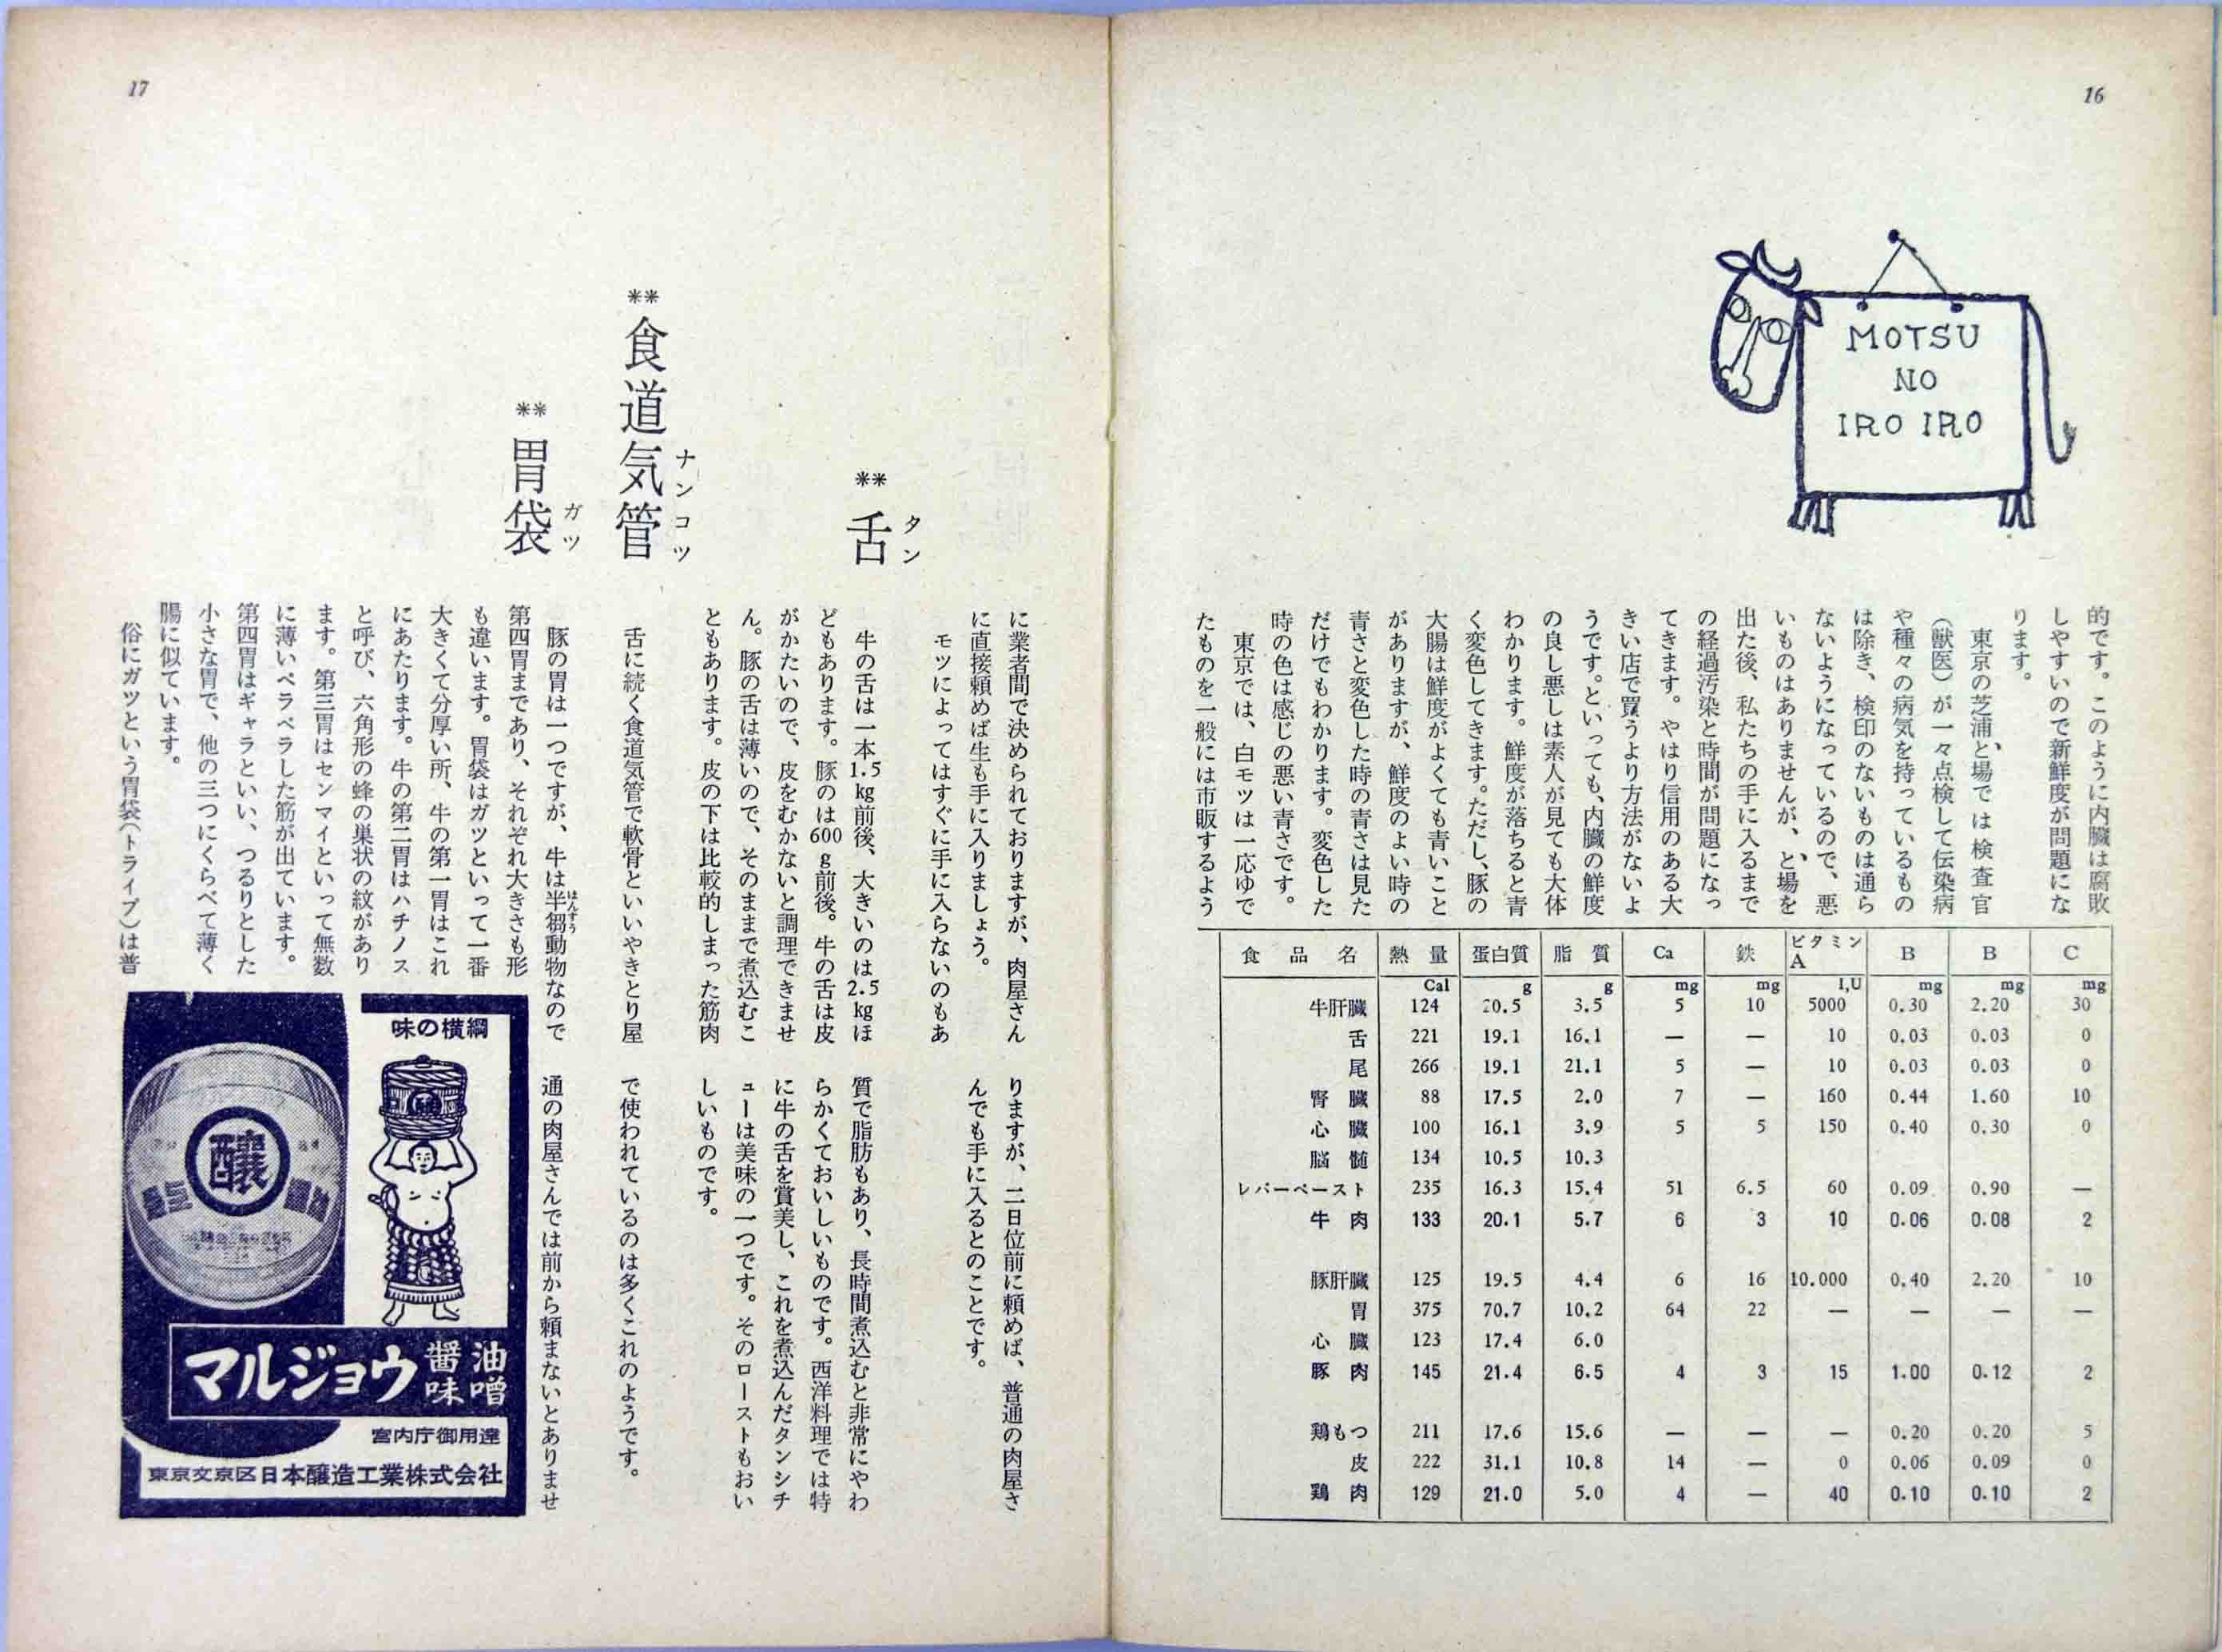 16
MOTSU
NO
IRO IRO
的です。このように内臓は腐敗
しやすいので新鮮度が問題にな
ります。
東京の芝浦と場では検査官
（獣医）が一々点検して伝染病
や種々の病気を持っているもの
は除き、検印のないものは通ら
ないようになっているので、悪
いものはありませんが、と場を
出た後、私たちの手に入るまで
の経過汚染と時間が問題になっ
てきます。やはり信用のある大
きい店で買うより方法がないよ
うです。といっても、内臓の鮮度
の良し悪しは素人が見ても大体
わかります。鮮度が落ちると青
く変色してきます。ただし、豚の
大腸は鮮度がよくても青いこと
がありますが、鮮度のよい時の
青さと変色した時の青さは見た
だけでもわかります。変色した
時の色は感じの悪い青さです。
東京では、白モツは一応ゆで
たものを一般には市販するよう
食品名 熱量 蛋白質 脂質 Ca 鉄 ビタミンA B B C
Cal g g mg mg I,U mg mg mg
牛肝臓 124 20.5 3.5 5 10 5000 0.30 2.20 30
舌 221 19.1 16.1 — — 10 0.03 0.03 0
尾 266 19.1 21.1 5 — 10 0.03 0.03 0
腎臓 88 17.5 2.0 7 — 160 0.44 1.60 10
心臓 100 16.1 3.9 5 5 150 0.40 0.30 0
脳髄 134 10.5 10.3
レバーペースト 235 16.3 15.4 51 6.5 60 0.09 0.90 —
牛肉 133 20.1 5.7 6 3 10 0.06 0.08 2
豚肝臓 125 19.5 4.4 6 16 10.000 0.40 2.20 10
胃 375 70.7 10.2 64 22 — — — —
心臓 123 17.4 6.0
豚肉 145 21.4 6.5 4 3 15 1.00 0.12 2
鶏もつ 211 17.6 15.6 — — — 0.20 0.20 5
皮 222 31.1 10.8 14 — 0 0.06 0.09 0
鶏肉 129 21.0 5.0 4 — 40 0.10 0.10 2
17
に業者間で決められておりますが、肉屋さん
に直接頼めば生も手に入りましょう。
モツによってはすぐに手に入らないのもあ
りますが、二日位前に頼めば、普通の肉屋さ
んでも手に入るとのことです。
**舌
タン
牛の舌は一本1.5kg前後、大きいのは2.5kgほ
どもあります。豚のは600g前後。牛の舌は皮
がかたいので、皮をむかないと調理できませ
ん。豚の舌は薄いので、そのままで煮込むこ
ともあります。皮の下は比較的しまった筋肉
質で脂肪もあり、長時間煮込むと非常にやわ
らかくておいしいものです。西洋料理では特
に牛の舌を賞美し、これを煮込んだタンシチ
ューは美味の一つです。そのローストもおい
しいものです。
**食道気管
ナンコツ
舌に続く食道気管で軟骨といいやきとり屋
で使われているのは多くこれのようです。
**胃袋
ガツ
豚の胃は一つですが、牛は半芻動物なので
はんすう
第四胃まであり、それぞれ大きさも形
も違います。胃袋はガツといって一番
大きくて分厚い所、牛の第一胃はこれ
にあたります。牛の第二胃はハチノス
と呼び、六角形の蜂の巣状の紋があり
ます。第三胃はセンマイといって無数
に薄いペラペラした筋が出ています。
第四胃はギャラといい、つるりとした
小さな胃で、他の三つにくらべて薄く
腸に似ています。
俗にガツという胃袋（トライプ）は普
通の肉屋さんでは前から頼まないとありませ
味の横綱
醸
マルジョウ 醤油
味噌
宮内庁御用達
東京文京区日本醸造工業株式会社